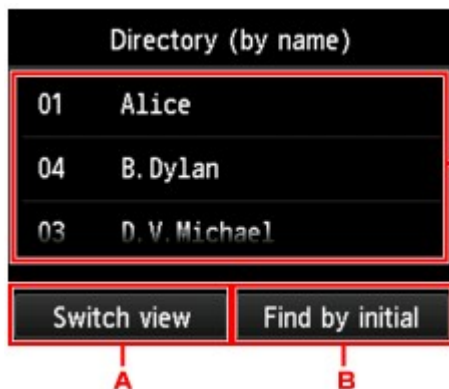 Directory (by name)
01 Alice
04 B.Dylan
03 D.V.Michael
Switch view Find by initial
A B